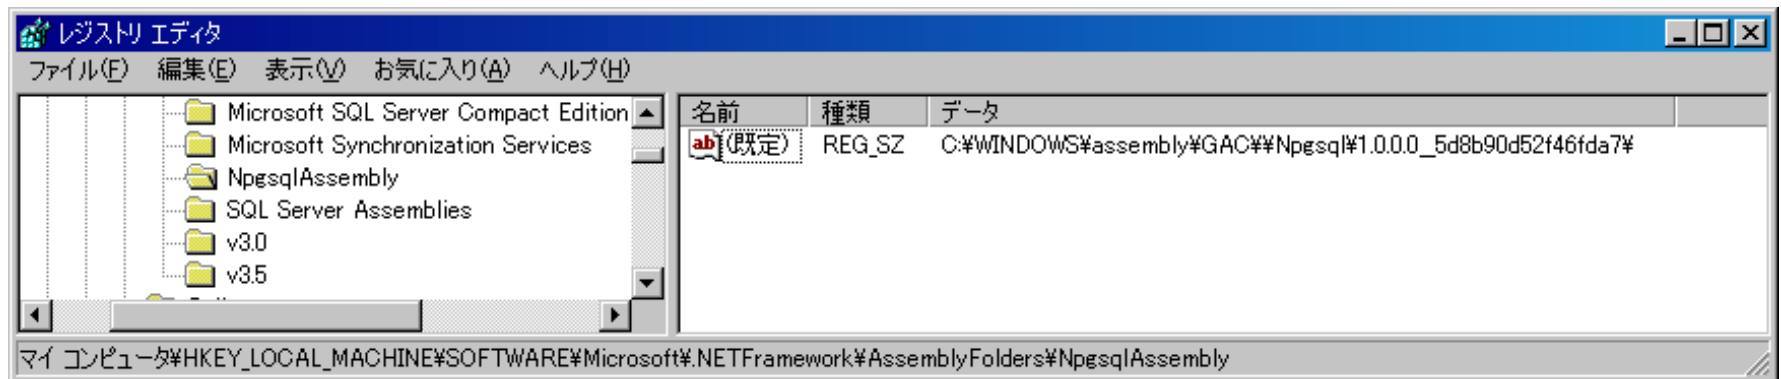 レジストリ エディタ
ファイル(F) 編集(E) 表示(V) お気に入り(A) ヘルプ(H)
Microsoft SQL Server Compact Edition
Microsoft Synchronization Services
NpgsqlAssembly
SQL Server Assemblies
v3.0
v3.5
名前 種類 データ
ab (既定) REG_SZ C:¥WINDOWS¥assembly¥GAC¥¥Npgsql¥1.0.0.0__5d8b90d52f46fda7¥
マイ コンピュータ¥HKEY_LOCAL_MACHINE¥SOFTWARE¥Microsoft¥.NETFramework¥AssemblyFolders¥NpgsqlAssembly